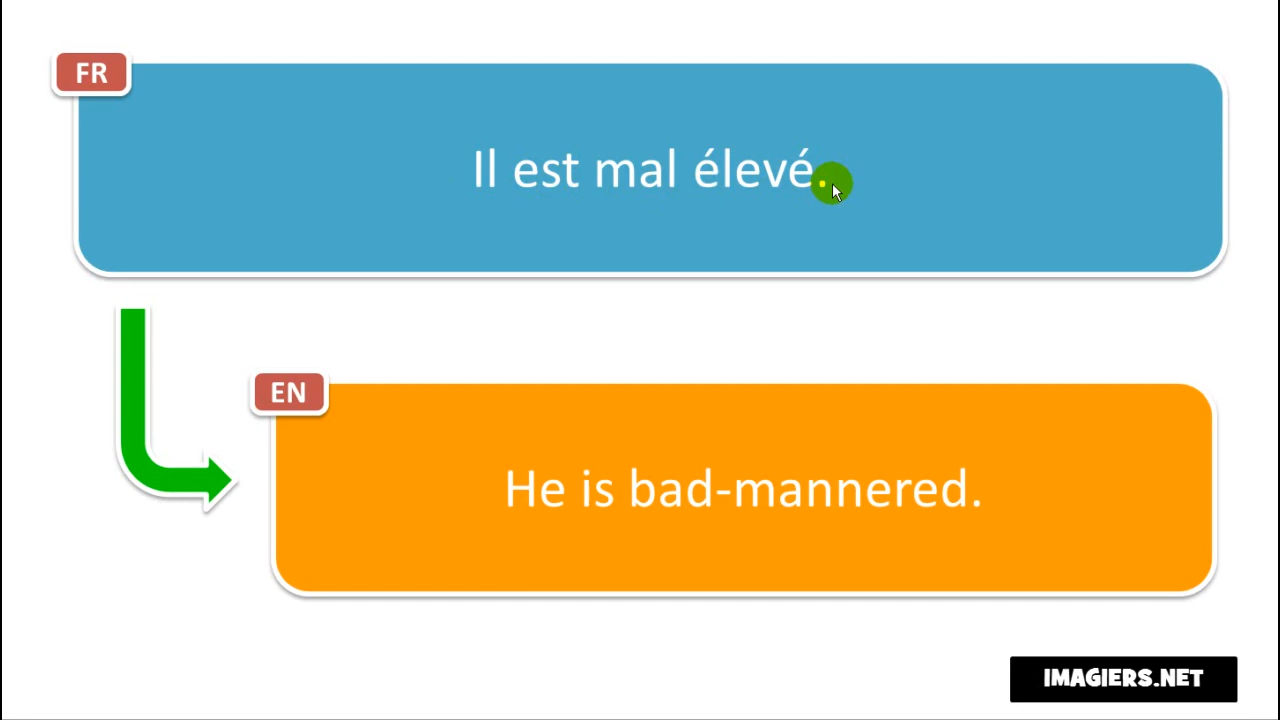 FR
Il est mal élevé.
EN
He is bad-mannered.
IMAGIERS.NET